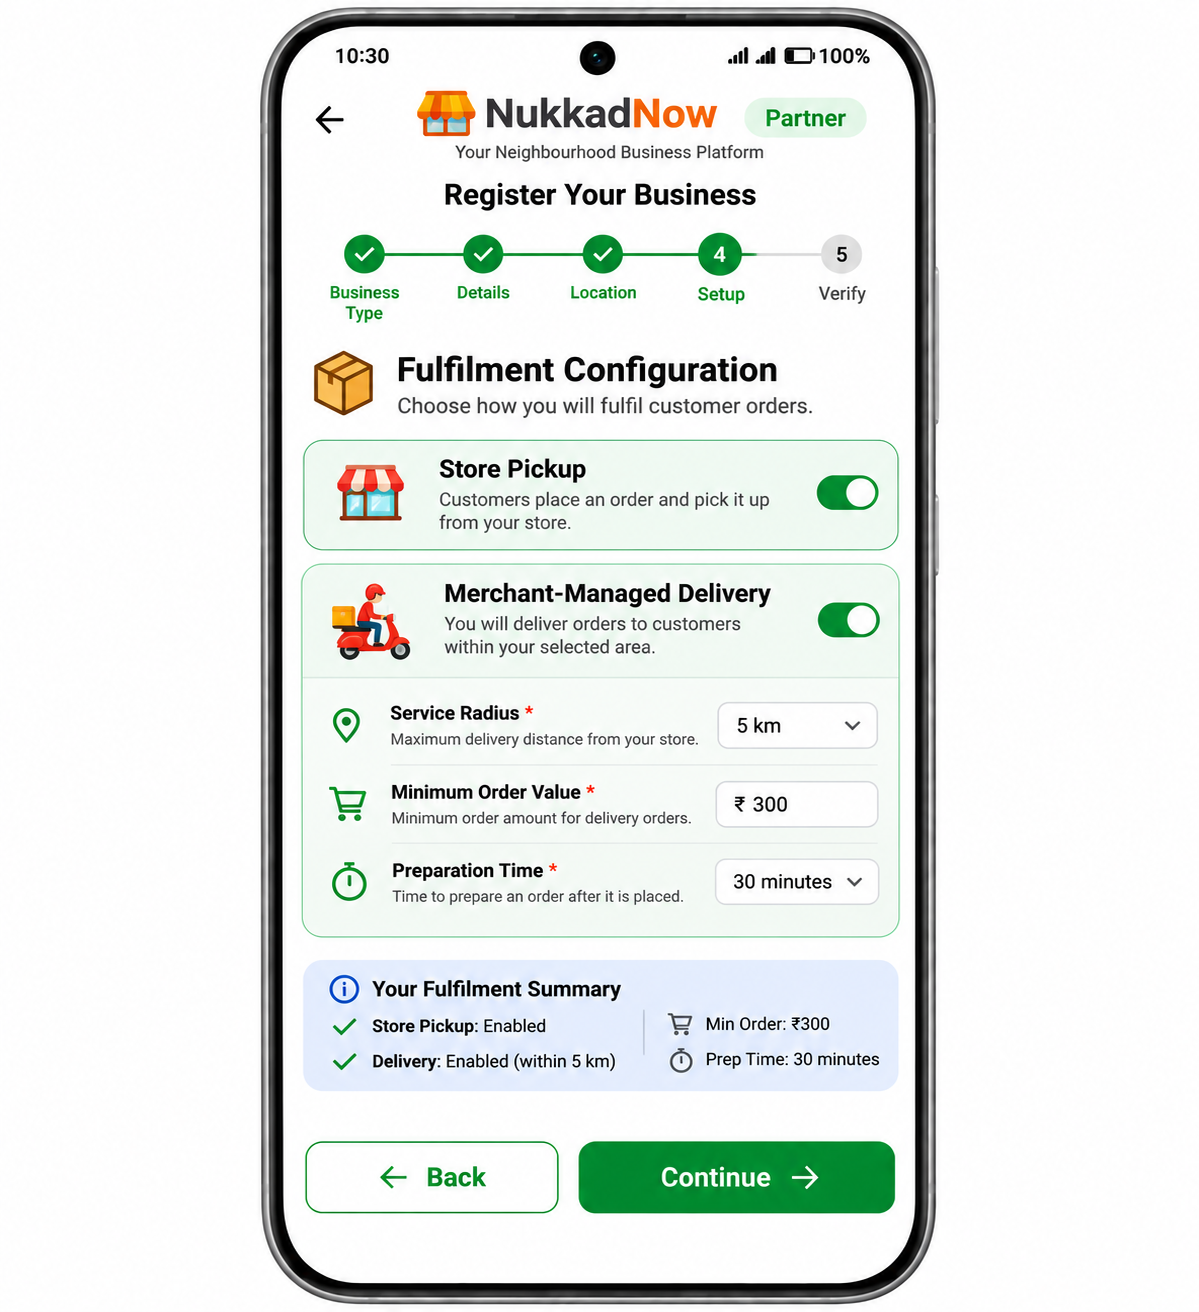 10:30
100%
NukkadNow
Partner
Your Neighbourhood Business Platform
Register Your Business
4
5
Business
Type
Details
Location
Setup
Verify
Fulfilment Configuration
Choose how you will fulfil customer orders.
Store Pickup
Customers place an order and pick it up
from your store.
Merchant-Managed Delivery
You will deliver orders to customers
within your selected area.
Service Radius *
Maximum delivery distance from your store.
5 km
Minimum Order Value *
Minimum order amount for delivery orders.
₹ 300
Preparation Time *
Time to prepare an order after it is placed.
30 minutes
Your Fulfilment Summary
Store Pickup: Enabled
Delivery: Enabled (within 5 km)
Min Order: ₹300
Prep Time: 30 minutes
Back
Continue